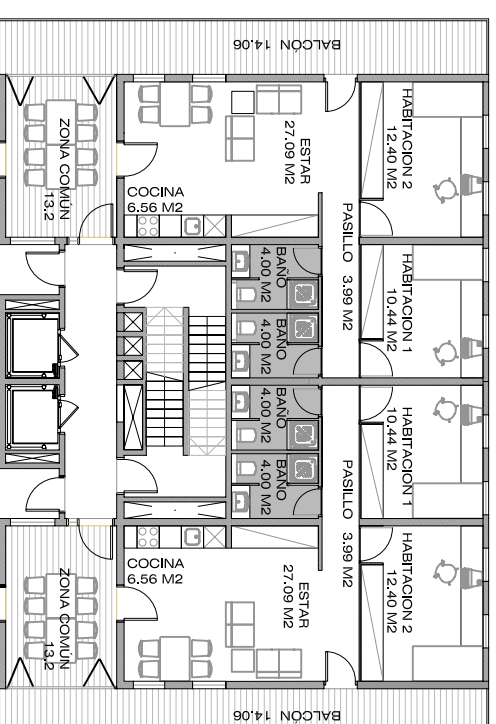 BALCÓN 14.06
ZONA COMÚN
13.2
ESTAR
27.09 M2
HABITACION 2
12.40 M2
COCINA
6.56 M2
PASILLO 3.99 M2
BAÑO
4.00 M2
BAÑO
4.00 M2
HABITACION 1
10.44 M2
BAÑO
4.00 M2
BAÑO
4.00 M2
HABITACION 1
10.44 M2
PASILLO 3.99 M2
COCINA
6.56 M2
ZONA COMÚN
13.2
ESTAR
27.09 M2
HABITACION 2
12.40 M2
BALCÓN 14.06